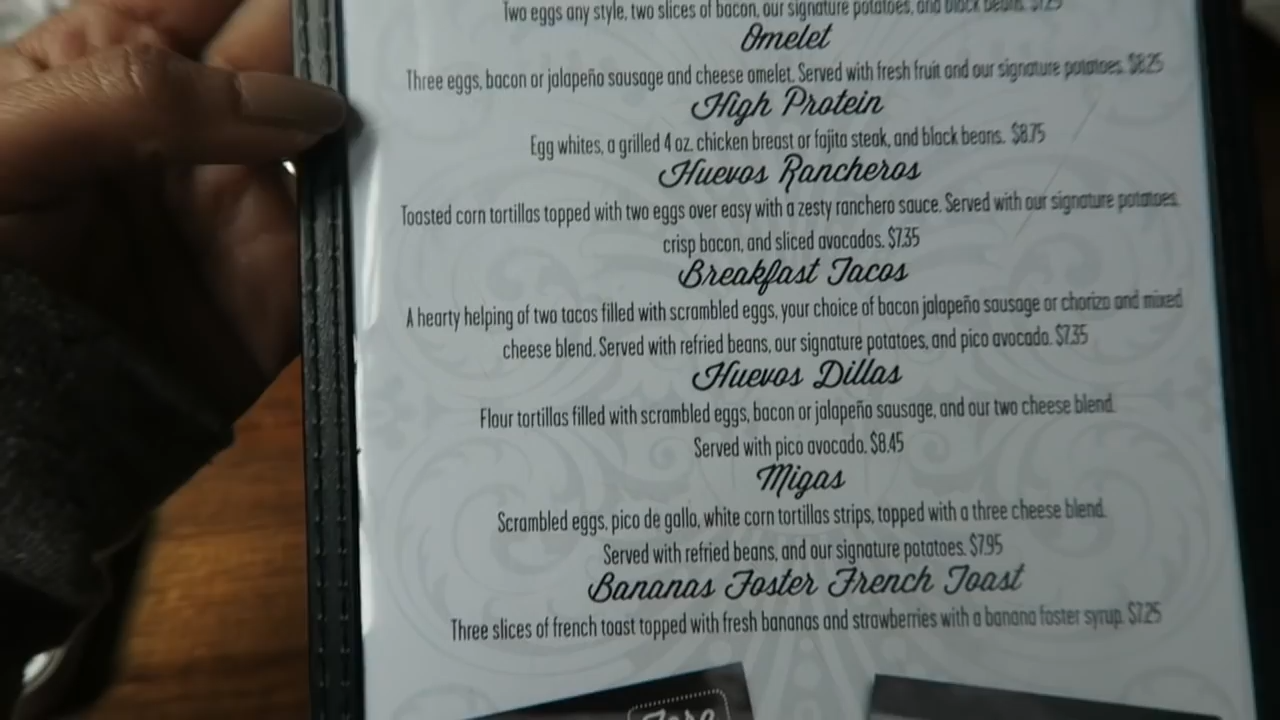 Two eggs any style, two slices of bacon, our signature potatoes, and black beans. $7.25
Omelet
Three eggs, bacon or jalapeño sausage and cheese omelet. Served with fresh fruit and our signature potatoes. $8.25
High Protein
Egg whites, a grilled 4 oz. chicken breast or fajita steak, and black beans. $8.75
Huevos Rancheros
Toasted corn tortillas topped with two eggs over easy with a zesty ranchero sauce. Served with our signature potatoes,
crisp bacon, and sliced avocados. $7.35
Breakfast Tacos
A hearty helping of two tacos filled with scrambled eggs, your choice of bacon jalapeño sausage or chorizo and mixed
cheese blend. Served with refried beans, our signature potatoes, and pico avocado. $7.35
Huevos Dillas
Flour tortillas filled with scrambled eggs, bacon or jalapeño sausage, and our two cheese blend.
Served with pico avocado. $8.45
Migas
Scrambled eggs, pico de gallo, white corn tortillas strips, topped with a three cheese blend.
Served with refried beans, and our signature potatoes. $7.95
Bananas Foster French Toast
Three slices of french toast topped with fresh bananas and strawberries with a banana foster syrup. $7.25